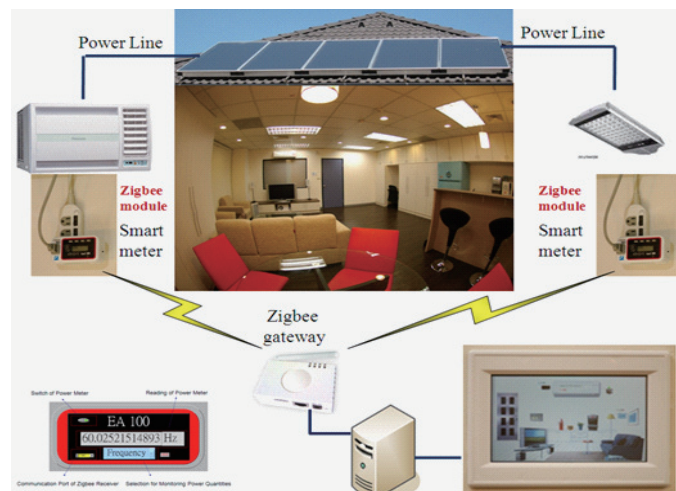 Power Line
Power Line
Zigbee
module
Smart
meter
Zigbee
module
Smart
meter
Zigbee
gateway
Switch of Power Meter
Reading of Power Meter
EA 100
60.02521514893 Hz
Frequency
Communication Port of Zigbee Receiver
Selection for Monitoring Power Quantities